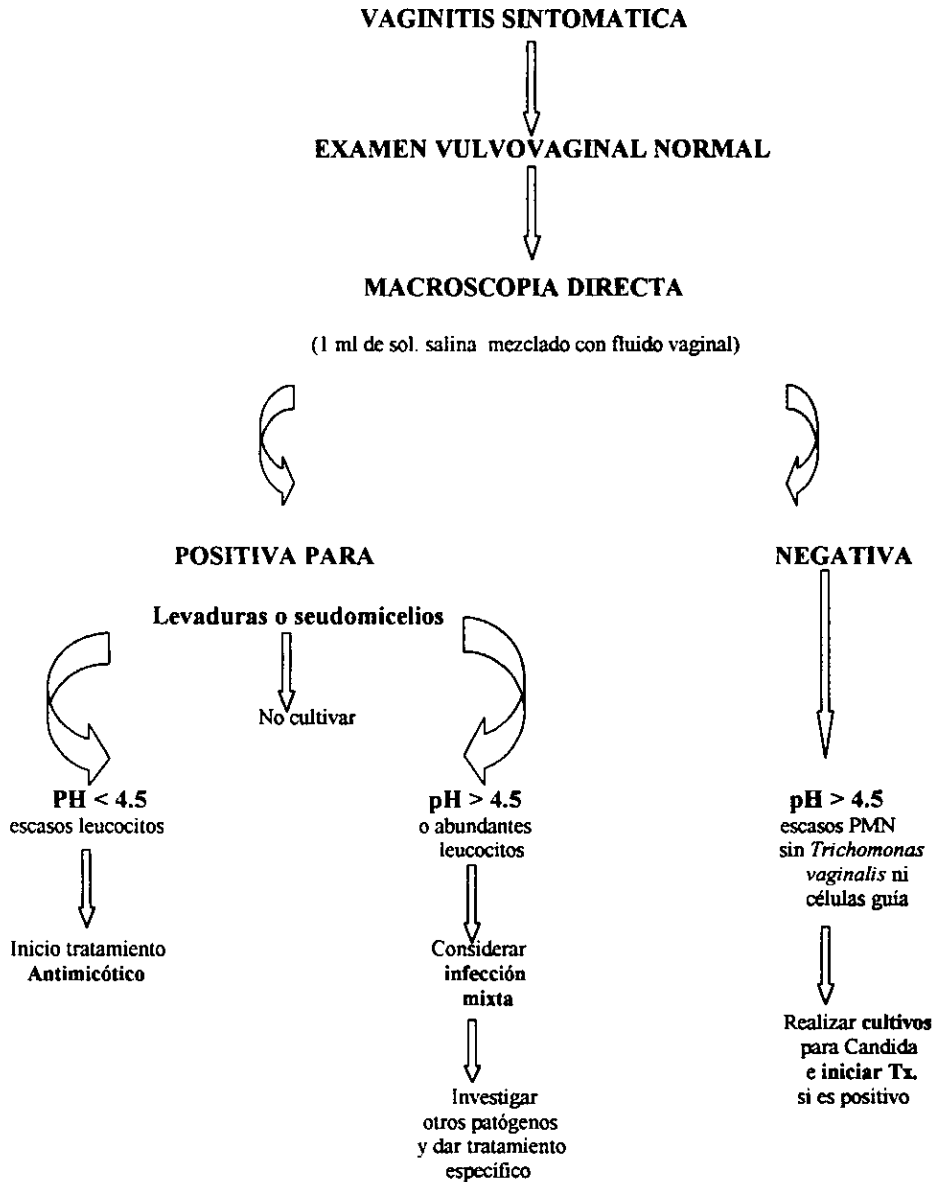 VAGINITIS SINTOMATICA
EXAMEN VULVOVAGINAL NORMAL
MACROSCOPIA DIRECTA
(1 ml de sol. salina mezclado con fluido vaginal)
POSITIVA PARA
Levaduras o seudomicelios
No cultivar
PH < 4.5
escasos leucocitos
Inicio tratamiento
Antimicótico
pH > 4.5
o abundantes
leucocitos
Considerar
infección
mixta
Investigar
otros patógenos
y dar tratamiento
específico
NEGATIVA
pH > 4.5
escasos PMN
sin Trichomonas
vaginalis ni
células guía
Realizar cultivos
para Candida
e iniciar Tx.
si es positivo